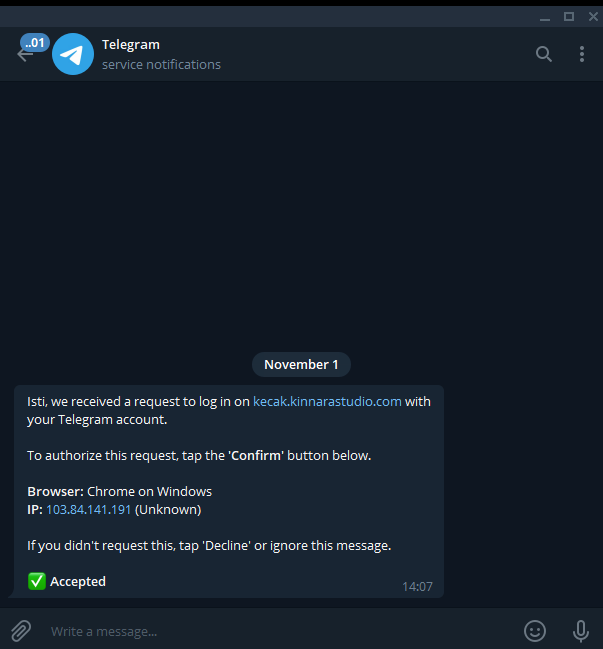 ..01
Telegram
service notifications
November 1
Isti, we received a request to log in on kecak.kinnarastudio.com with
your Telegram account.
To authorize this request, tap the 'Confirm' button below.
Browser: Chrome on Windows
IP: 103.84.141.191 (Unknown)
If you didn't request this, tap 'Decline' or ignore this message.
✅ Accepted
14:07
Write a message...